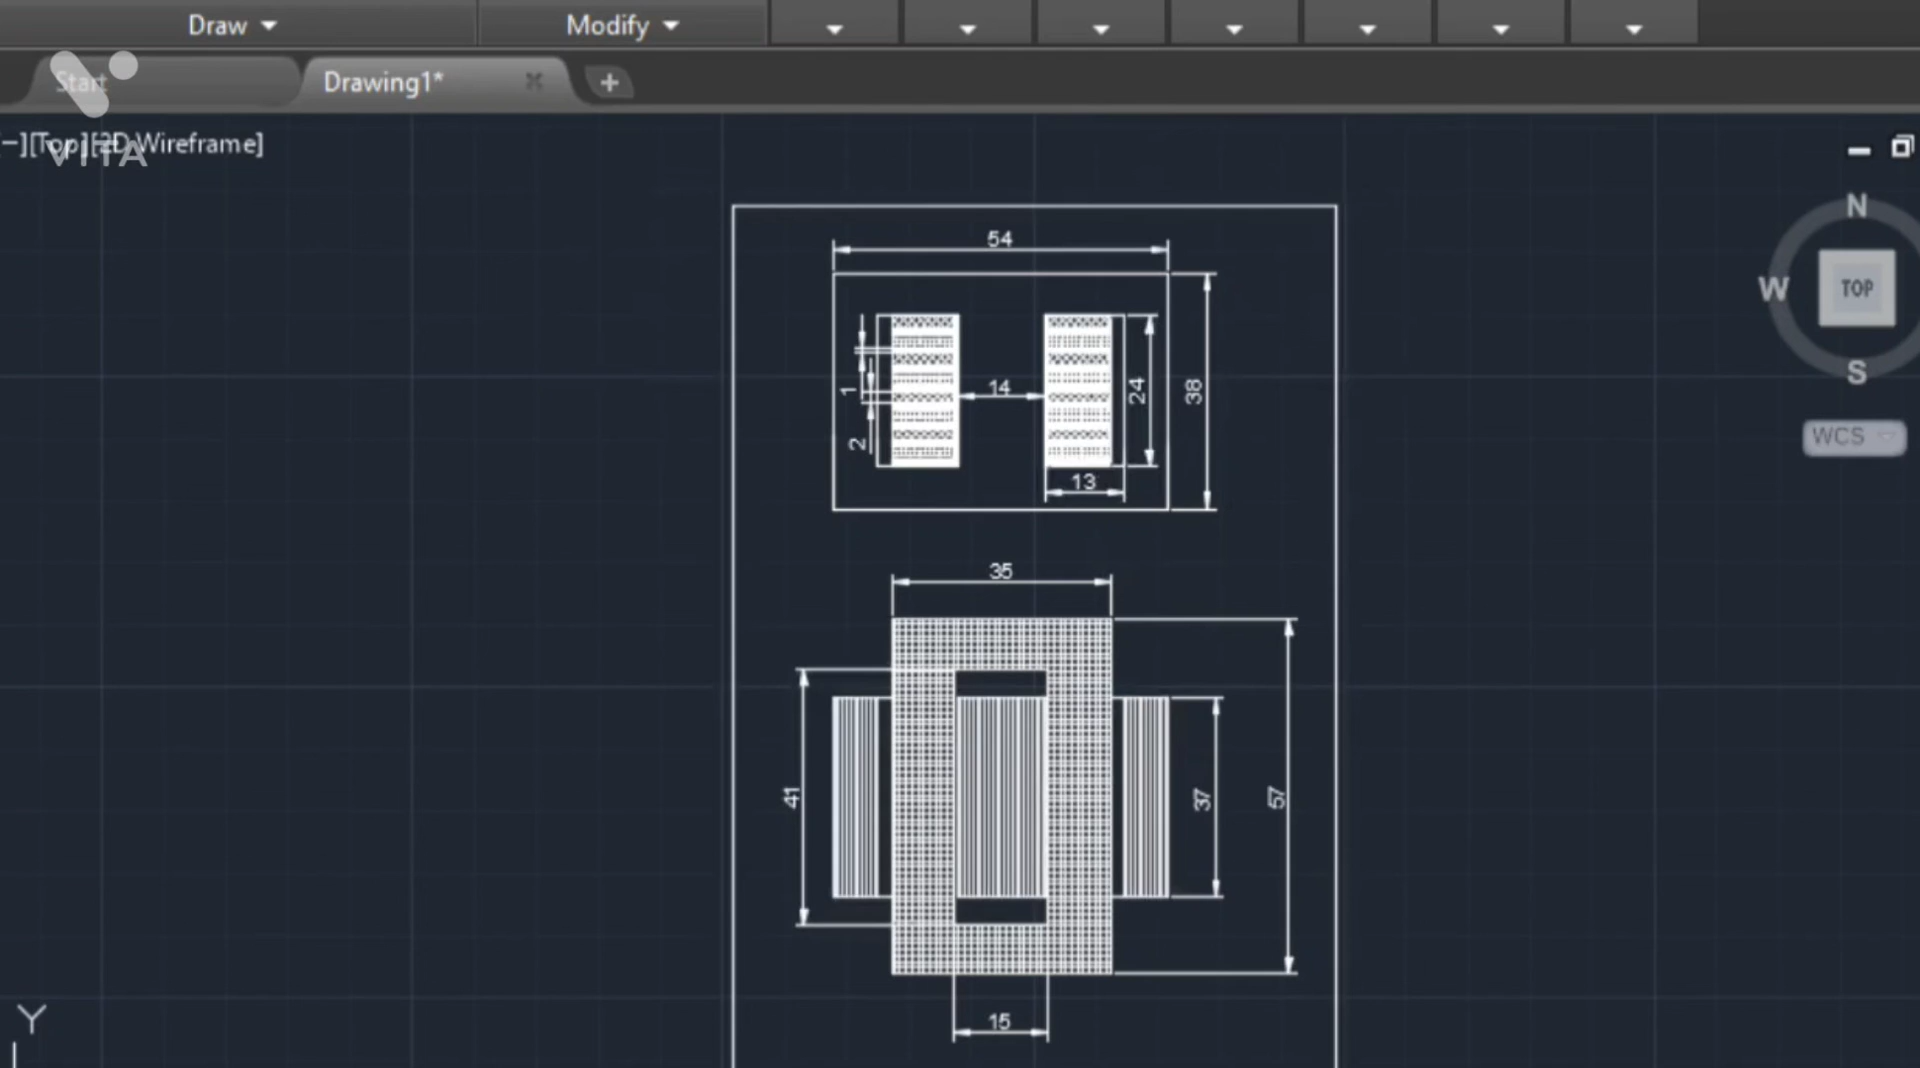 Draw Modify
Start Drawing1* +
[−][Top][2D Wireframe]
VITA
N
W TOP
S
WCS
54
1 14 24 38
2
13
35
41 37 57
15
Y